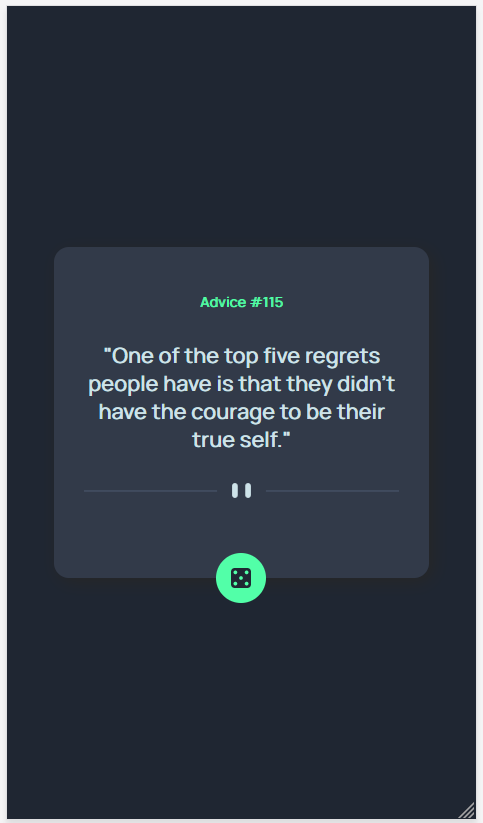 Advice #115
"One of the top five regrets
people have is that they didn't
have the courage to be their
true self."